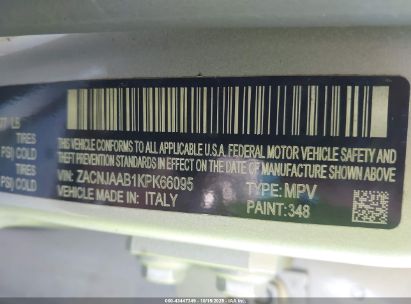 LB
TIRES
PSI) COLD
TIRES
PSI) COLD
THIS VEHICLE CONFORMS TO ALL APPLICABLE U.S.A. FEDERAL MOTOR VEHICLE SAFETY AND
THEFT PREVENTION STANDARDS IN EFFECT ON THE DATE OF MANUFACTURE SHOWN ABOVE.
VIN: ZACNJAAB1KPK66095 TYPE: MPV
VEHICLE MADE IN: ITALY PAINT: 348